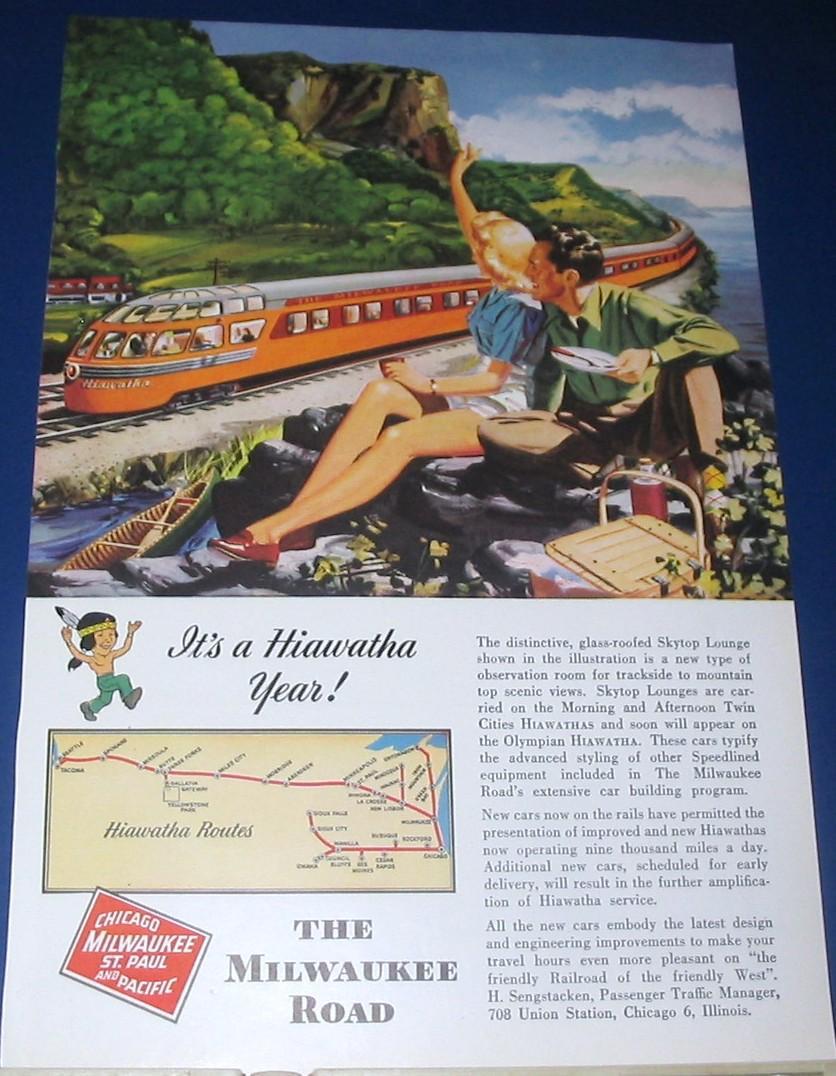 THE MILWAUKEE ROAD
Hiawatha
It's a Hiawatha
Year!
SEATTLE
TACOMA
SPOKANE
MISSOULA
BUTTE
THREE FORKS
GALLATIN
GATEWAY
YELLOWSTONE
PARK
MILES CITY
MOBRIDGE
ABERDEEN
MINNEAPOLIS
ST. PAUL
WINONA
LA CROSSE
NEW LISBON
WAUSAU
MINOCQUA
ONTONAGON
IRON
MOUNTAIN
GREEN
BAY
MILWAUKEE
SIOUX FALLS
SIOUX CITY
MANILLA
OMAHA
COUNCIL
BLUFFS
DES
MOINES
CEDAR
RAPIDS
DUBUQUE
ROCKFORD
CHICAGO
Hiawatha Routes
CHICAGO
MILWAUKEE
ST. PAUL
AND PACIFIC
THE
MILWAUKEE
ROAD
The distinctive, glass-roofed Skytop Lounge
shown in the illustration is a new type of
observation room for trackside to mountain
top scenic views. Skytop Lounges are car-
ried on the Morning and Afternoon Twin
Cities HIAWATHAS and soon will appear on
the Olympian HIAWATHA. These cars typify
the advanced styling of other Speedlined
equipment included in The Milwaukee
Road's extensive car building program.
New cars now on the rails have permitted the
presentation of improved and new Hiawathas
now operating nine thousand miles a day.
Additional new cars, scheduled for early
delivery, will result in the further amplifica-
tion of Hiawatha service.
All the new cars embody the latest design
and engineering improvements to make your
travel hours even more pleasant on "the
friendly Railroad of the friendly West".
H. Sengstacken, Passenger Traffic Manager,
708 Union Station, Chicago 6, Illinois.